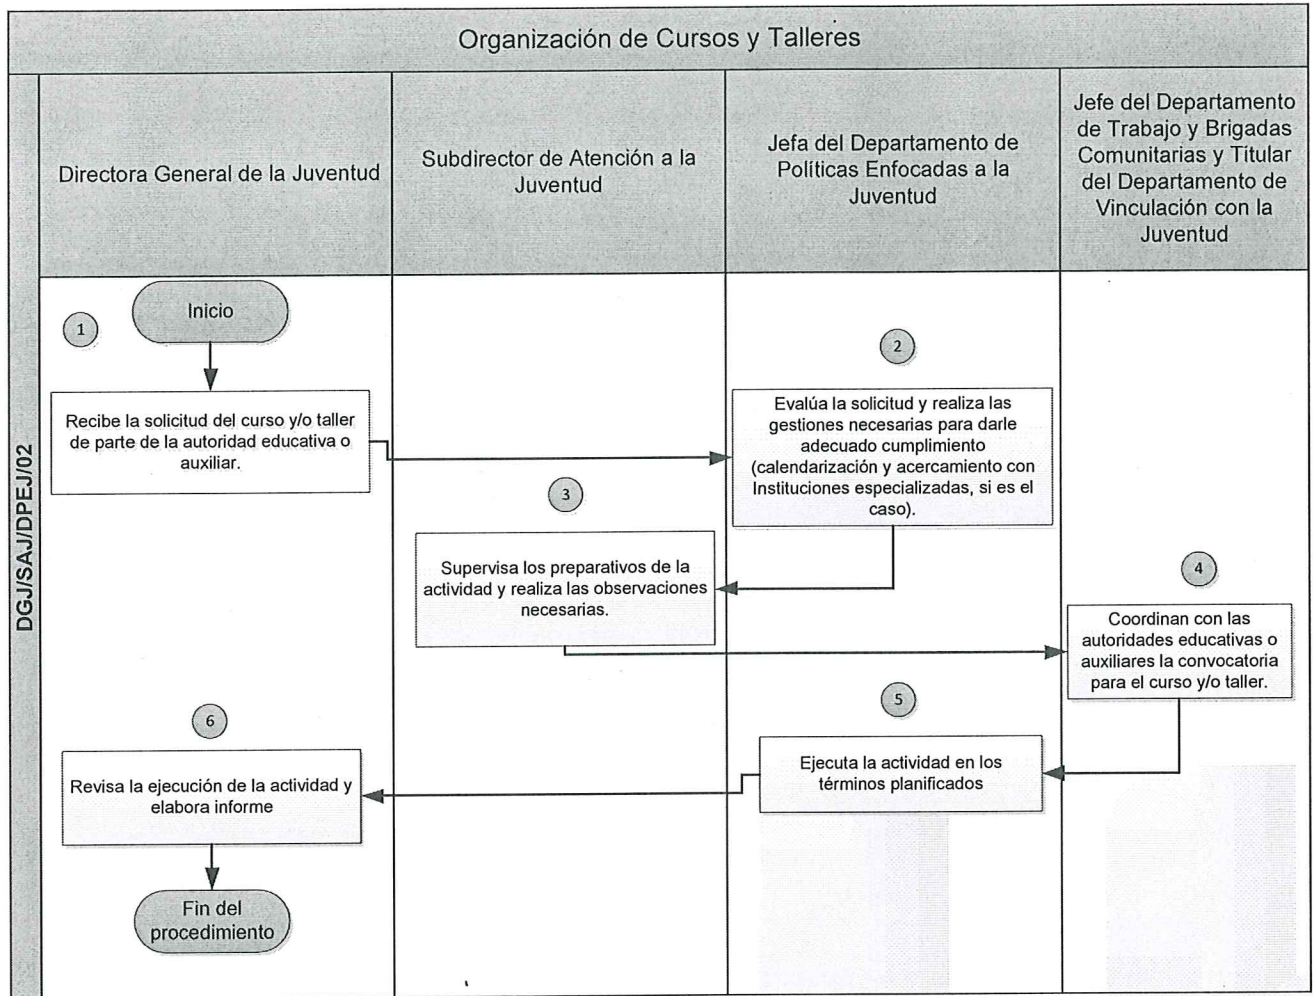 Organización de Cursos y Talleres
DGJ/SAJ/DPEJ/02
Directora General de la Juventud
Subdirector de Atención a la
Juventud
Jefa del Departamento de
Políticas Enfocadas a la
Juventud
Jefe del Departamento
de Trabajo y Brigadas
Comunitarias y Titular
del Departamento de
Vinculación con la
Juventud
Inicio
1
Recibe la solicitud del curso y/o taller
de parte de la autoridad educativa o
auxiliar.
2
Evalúa la solicitud y realiza las
gestiones necesarias para darle
adecuado cumplimiento
(calendarización y acercamiento con
Instituciones especializadas, si es el
caso).
3
Supervisa los preparativos de la
actividad y realiza las observaciones
necesarias.
4
Coordinan con las
autoridades educativas o
auxiliares la convocatoria
para el curso y/o taller.
5
Ejecuta la actividad en los
términos planificados
6
Revisa la ejecución de la actividad y
elabora informe
Fin del
procedimiento